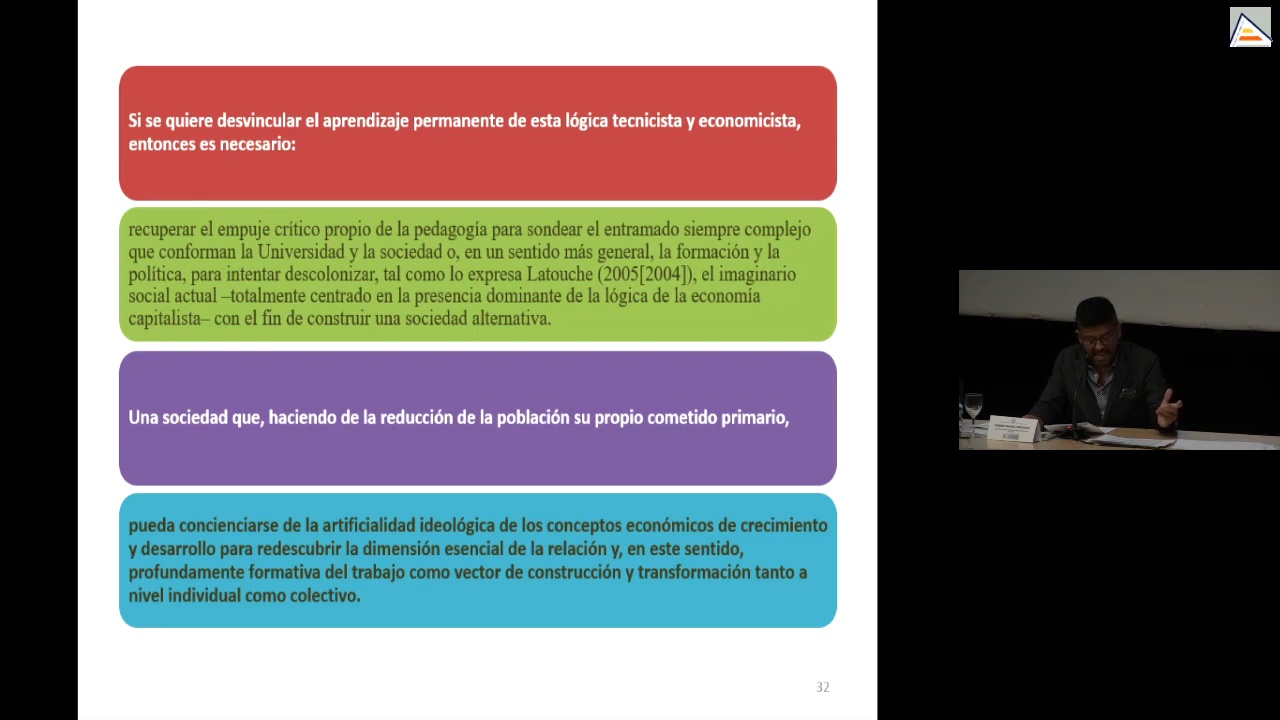 Si se quiere desvincular el aprendizaje permanente de esta lógica tecnicista y economicista,
entonces es necesario:
recuperar el empuje crítico propio de la pedagogía para sondear el entramado siempre complejo
que conforman la Universidad y la sociedad o, en un sentido más general, la formación y la
política, para intentar descolonizar, tal como lo expresa Latouche (2005[2004]), el imaginario
social actual –totalmente centrado en la presencia dominante de la lógica de la economía
capitalista– con el fin de construir una sociedad alternativa.
Una sociedad que, haciendo de la reducción de la población su propio cometido primario,
pueda concienciarse de la artificialidad ideológica de los conceptos económicos de crecimiento
y desarrollo para redescubrir la dimensión esencial de la relación y, en este sentido,
profundamente formativa del trabajo como vector de construcción y transformación tanto a
nivel individual como colectivo.
32